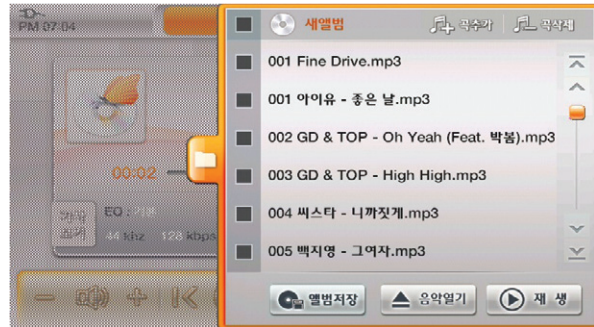 PM 07:04
새앨범 곡추가 곡삭제
001 Fine Drive.mp3
001 아이유 - 좋은 날.mp3
002 GD & TOP - Oh Yeah (Feat. 박봄).mp3
003 GD & TOP - High High.mp3
004 씨스타 - 니까짓게.mp3
005 백지영 - 그여자.mp3
00:02
EQ : 기본
44 khz 128 kbps
앨범저장 음악열기 재 생